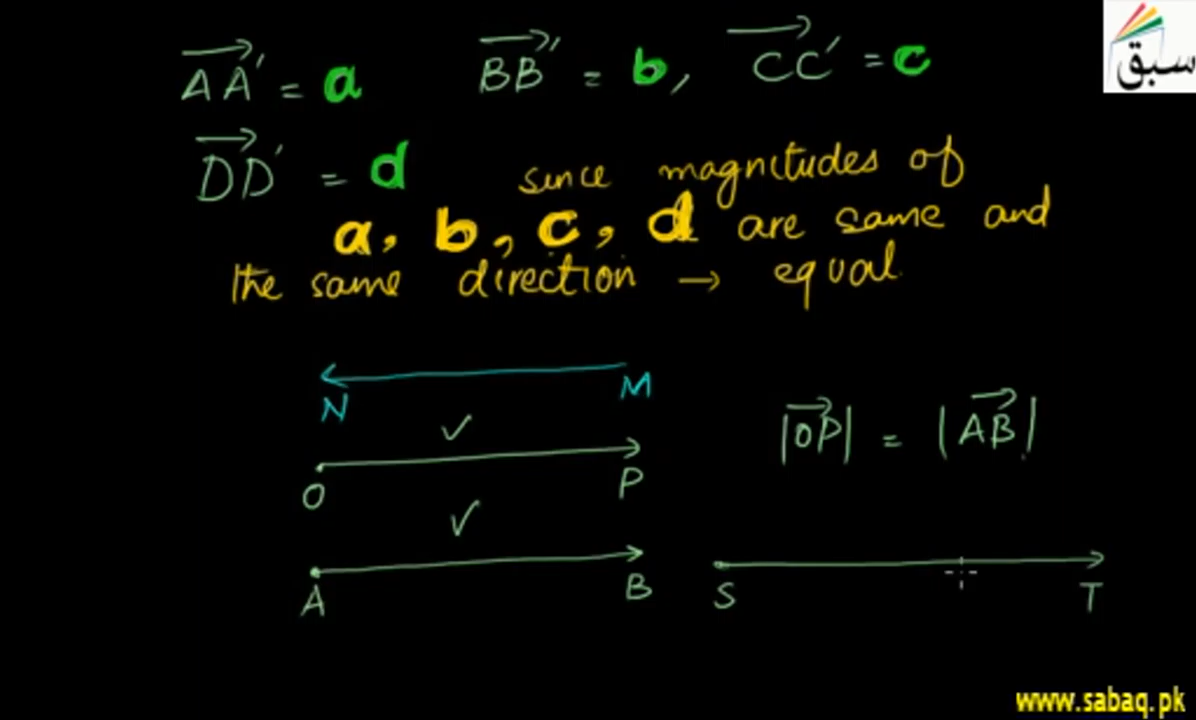 سبق
AA' = a BB' = b, CC' = c
DD' = d since magnitudes of
a, b, c, d are same and
the same direction → equal.
N M
|OP| = |AB|
O P
A B S T
www.sabaq.pk